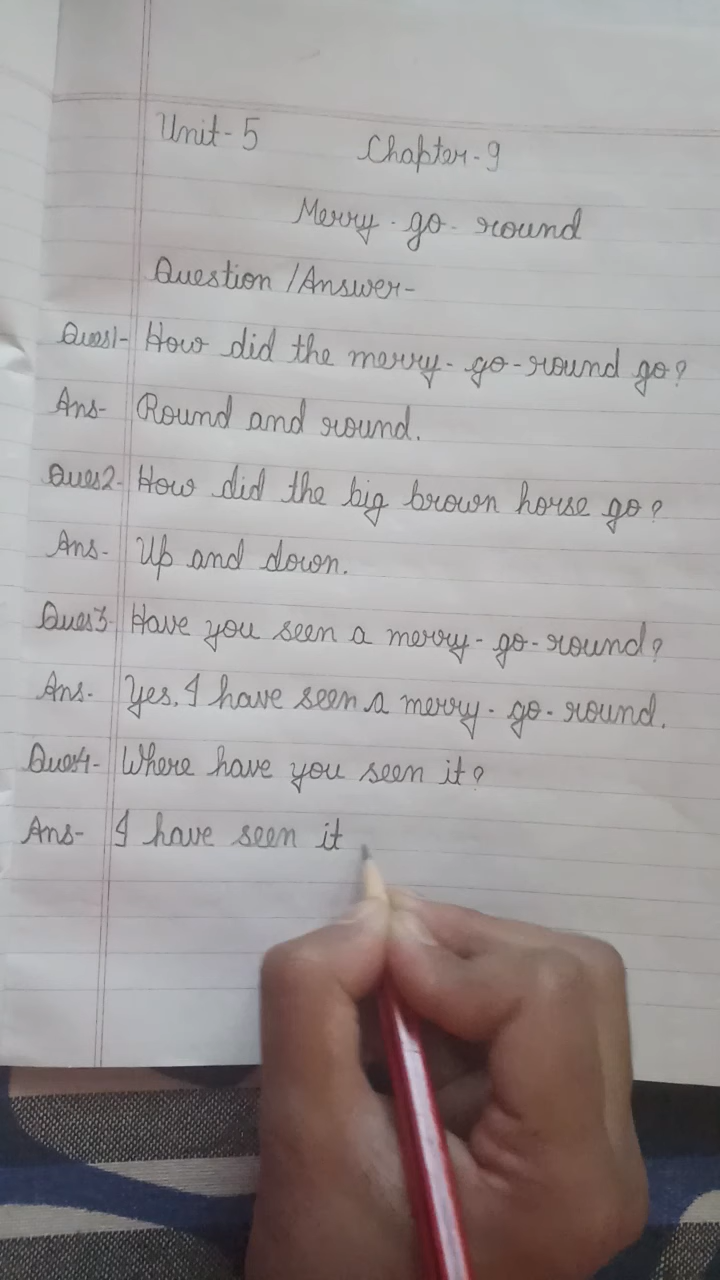 Unit-5 Chapter-9
Merry-go-round
Question/Answer-
Ques1- How did the merry-go-round go?
Ans- Round and round.
Ques2- How did the big brown horse go?
Ans- Up and down.
Ques3- Have you seen a merry-go-round?
Ans- Yes, I have seen a merry-go-round.
Ques4- Where have you seen it?
Ans- I have seen it